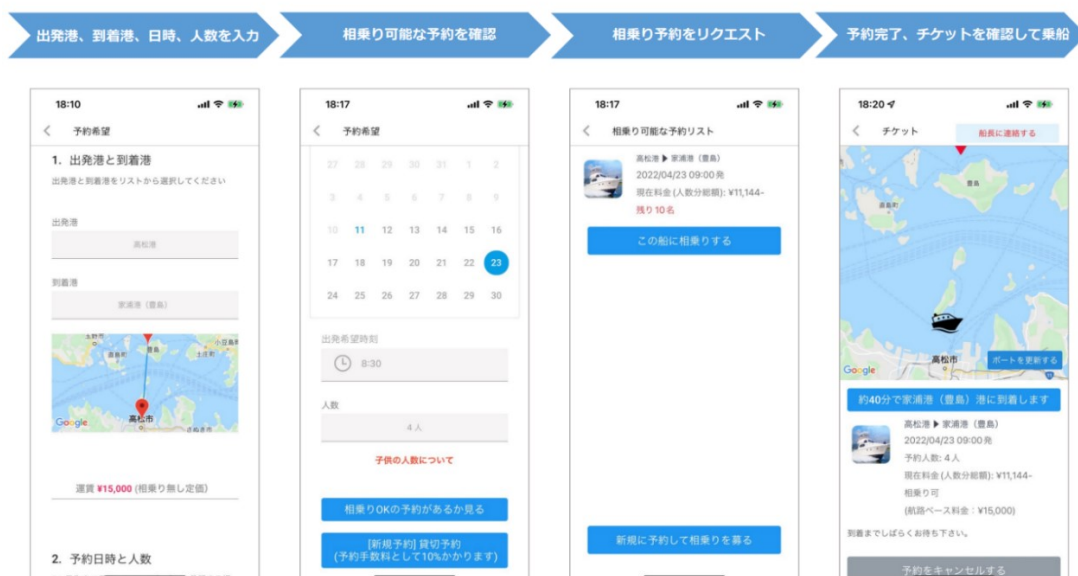 出発港、到着港、日時、人数を入力
相乗り可能な予約を確認
相乗り予約をリクエスト
予約完了、チケットを確認して乗船
18:10
予約希望
1. 出発港と到着港
出発港と到着港をリストから選択してください
出発港
高松港
到着港
家浦港（豊島）
直島町
豊島
土庄町
小豆島
高松市
さぬき市
Google
運賃 ¥15,000 (相乗り無し定価)
2. 予約日時と人数
18:17
予約希望
27 28 29 30 31 1 2
3 4 5 6 7 8 9
10 11 12 13 14 15 16
17 18 19 20 21 22 23
24 25 26 27 28 29 30
出発希望時刻
8:30
人数
4人
子供の人数について
相乗りOKの予約があるか見る
[新規予約] 貸切予約
(予約手数料として10%かかります)
18:17
相乗り可能な予約リスト
高松港 ▶ 家浦港（豊島）
2022/04/23 09:00 発
現在料金(人数分総額): ¥11,144-
残り10名
この船に相乗りする
新規に予約して相乗りを募る
18:20
チケット
船長に連絡する
豊島
直島町
高松市
Google
ボートを更新する
約40分で家浦港（豊島）港に到着します
高松港 ▶ 家浦港（豊島）
2022/04/23 09:00 発
予約人数: 4人
現在料金(人数分総額): ¥11,144-
相乗り可
(航路ベース料金：¥15,000)
到着までしばらくお待ち下さい。
予約をキャンセルする